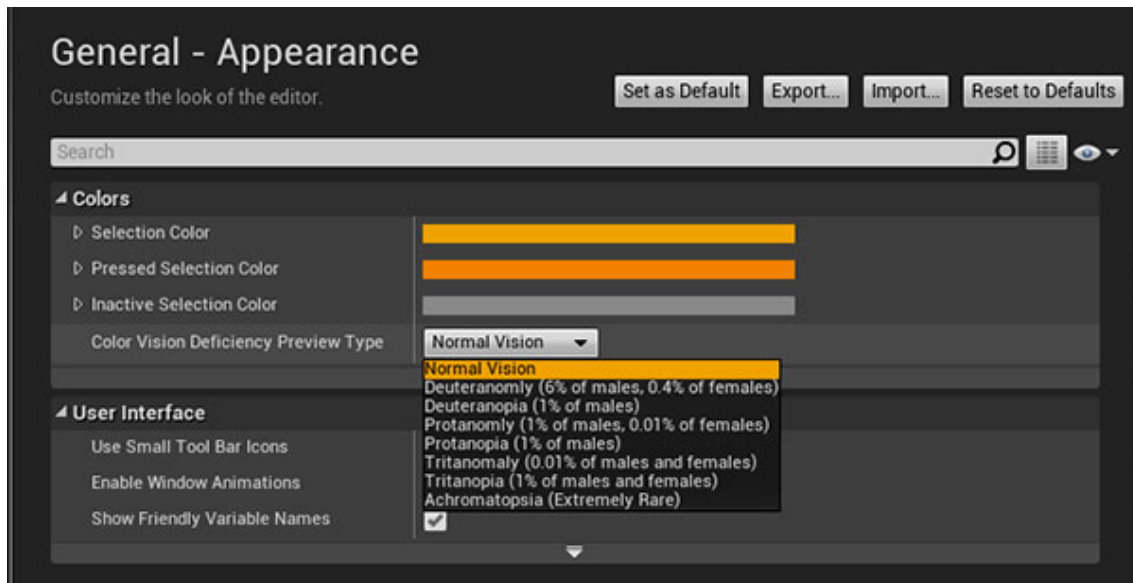 General - Appearance
Customize the look of the editor.
Set as Default Export... Import... Reset to Defaults
Search
Colors
Selection Color
Pressed Selection Color
Inactive Selection Color
Color Vision Deficiency Preview Type Normal Vision
Normal Vision
Deuteranomly (6% of males, 0.4% of females)
Deuteranopia (1% of males)
Protanomly (1% of males, 0.01% of females)
Protanopia (1% of males)
Tritanomaly (0.01% of males and females)
Tritanopia (1% of males and females)
Achromatopsia (Extremely Rare)
User Interface
Use Small Tool Bar Icons
Enable Window Animations
Show Friendly Variable Names